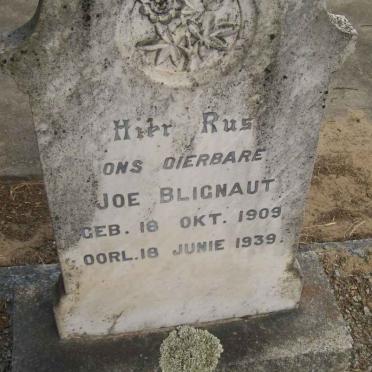 Hier Rus
ONS DIERBARE
JOE BLIGNAUT
GEB. 18 OKT. 1909
OORL. 18 JUNIE 1939.